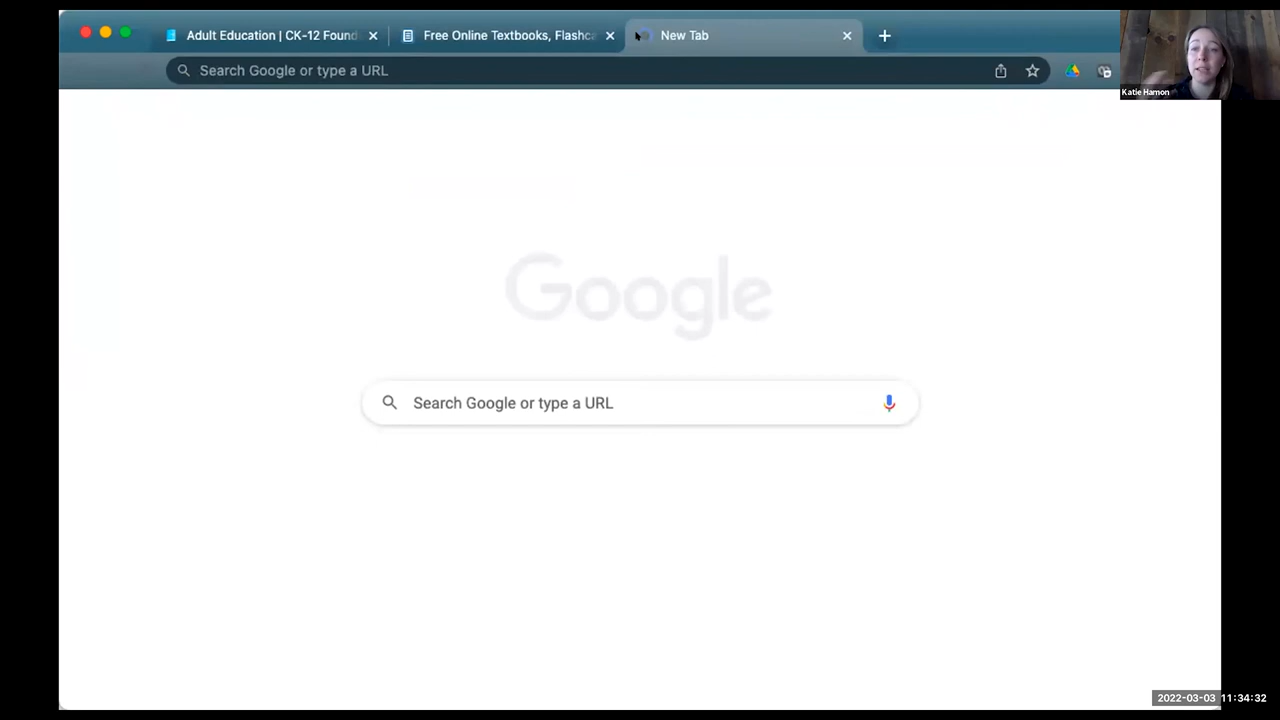 Adult Education | CK-12 Found
Free Online Textbooks, Flashca
New Tab
Search Google or type a URL
Katie Hamon
Google
Search Google or type a URL
2022-03-03 11:34:32